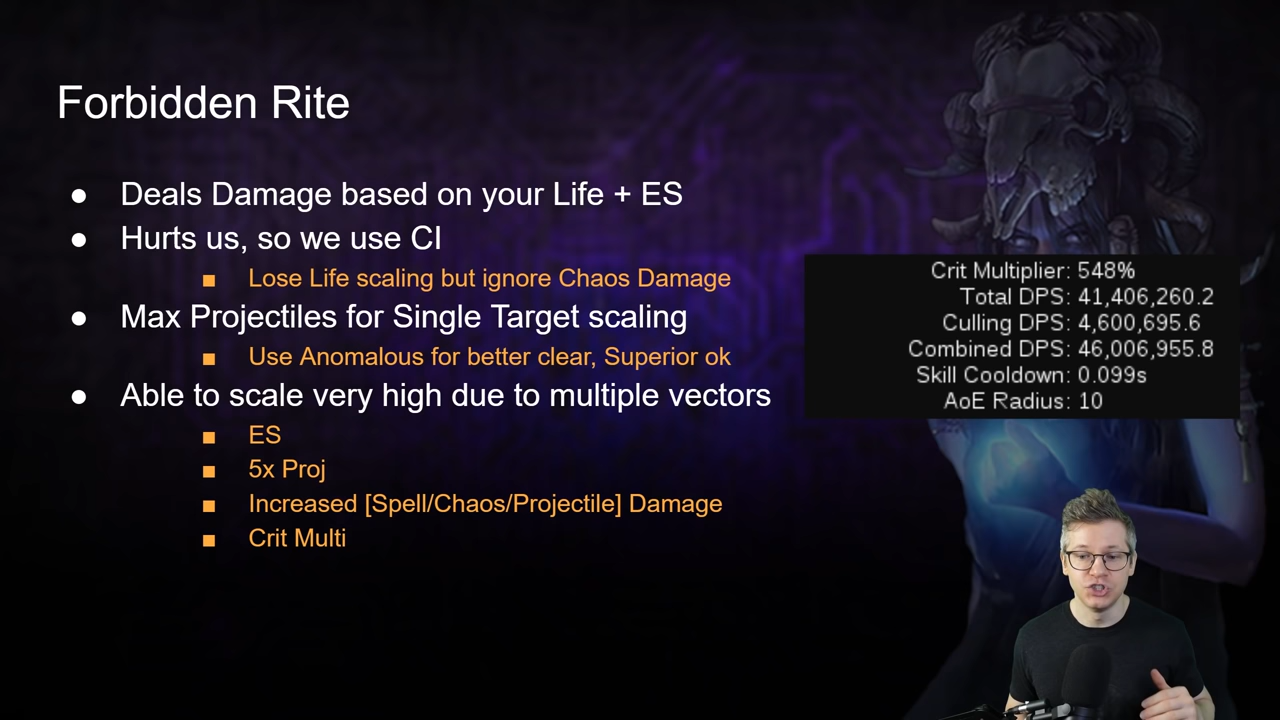 Forbidden Rite
● Deals Damage based on your Life + ES
● Hurts us, so we use CI
■ Lose Life scaling but ignore Chaos Damage
● Max Projectiles for Single Target scaling
■ Use Anomalous for better clear, Superior ok
● Able to scale very high due to multiple vectors
■ ES
■ 5x Proj
■ Increased [Spell/Chaos/Projectile] Damage
■ Crit Multi
Crit Multiplier: 548%
Total DPS: 41,406,260.2
Culling DPS: 4,600,695.6
Combined DPS: 46,006,955.8
Skill Cooldown: 0.099s
AoE Radius: 10